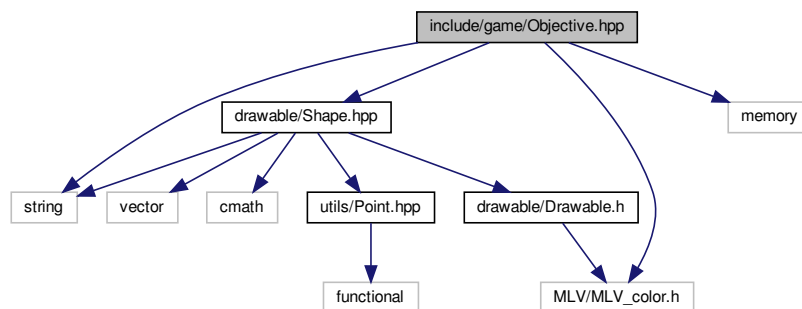 include/game/Objective.hpp
drawable/Shape.hpp
memory
string
vector
cmath
utils/Point.hpp
drawable/Drawable.h
functional
MLV/MLV_color.h